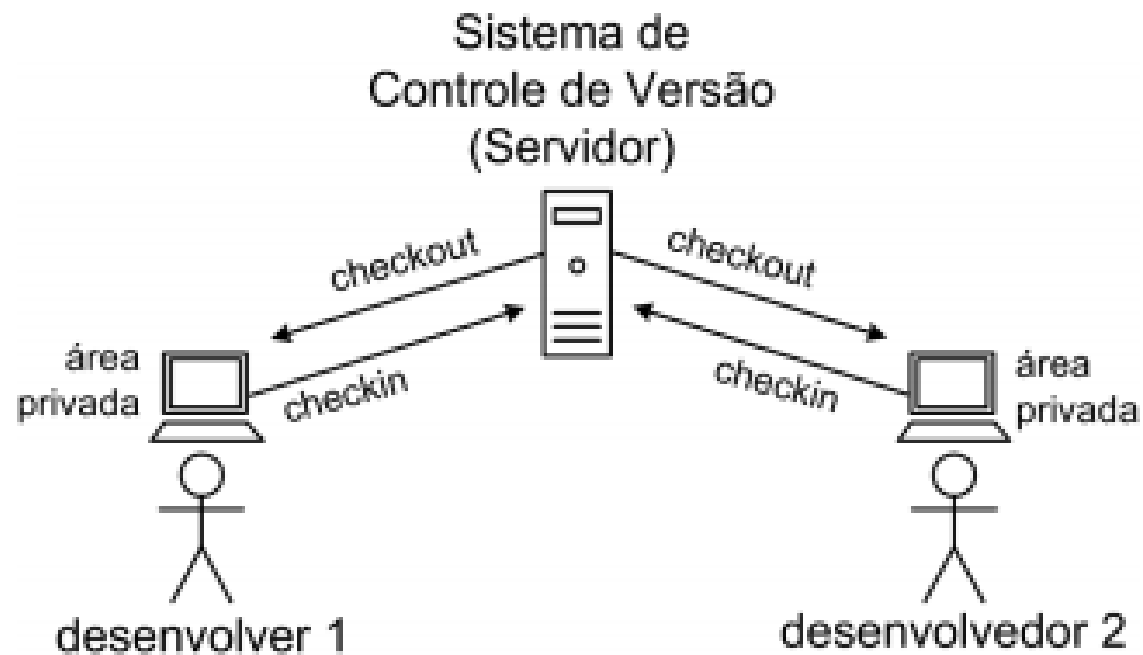 Sistema de
Controle de Versão
(Servidor)
checkout
checkout
checkin
checkin
área
privada
área
privada
desenvolver 1
desenvolvedor 2